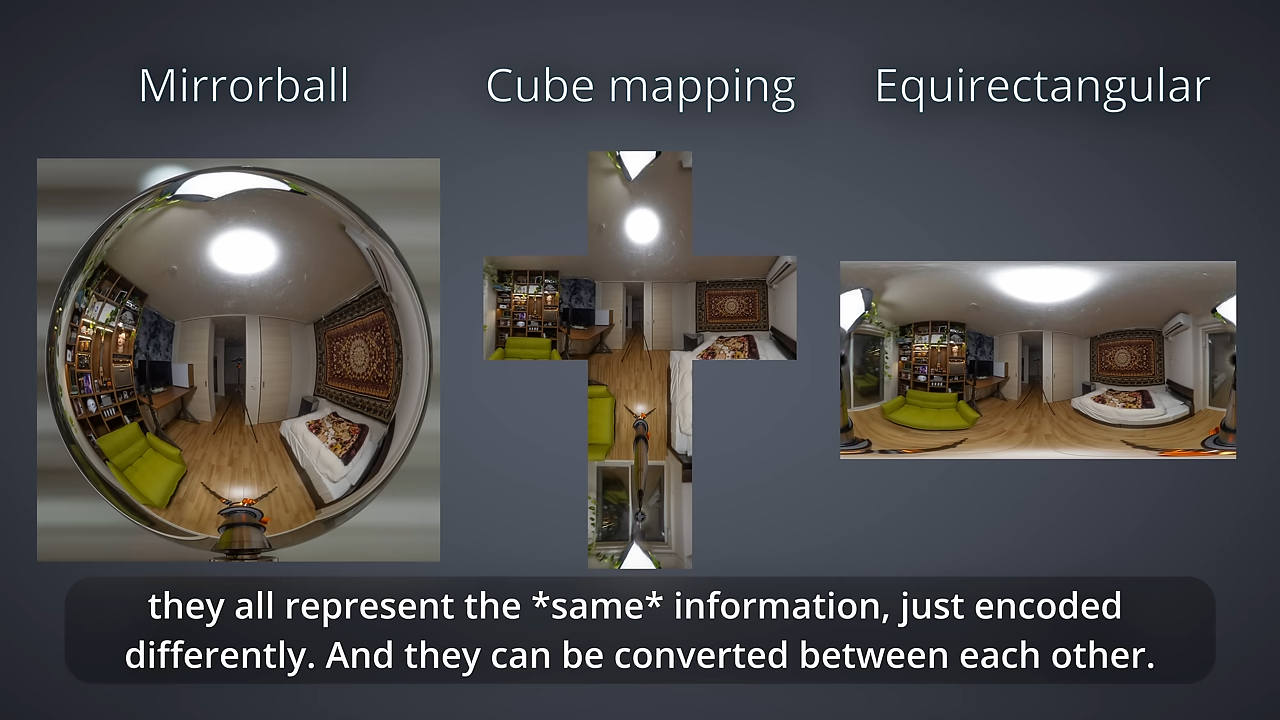 Mirrorball
Cube mapping
Equirectangular
they all represent the *same* information, just encoded
differently. And they can be converted between each other.